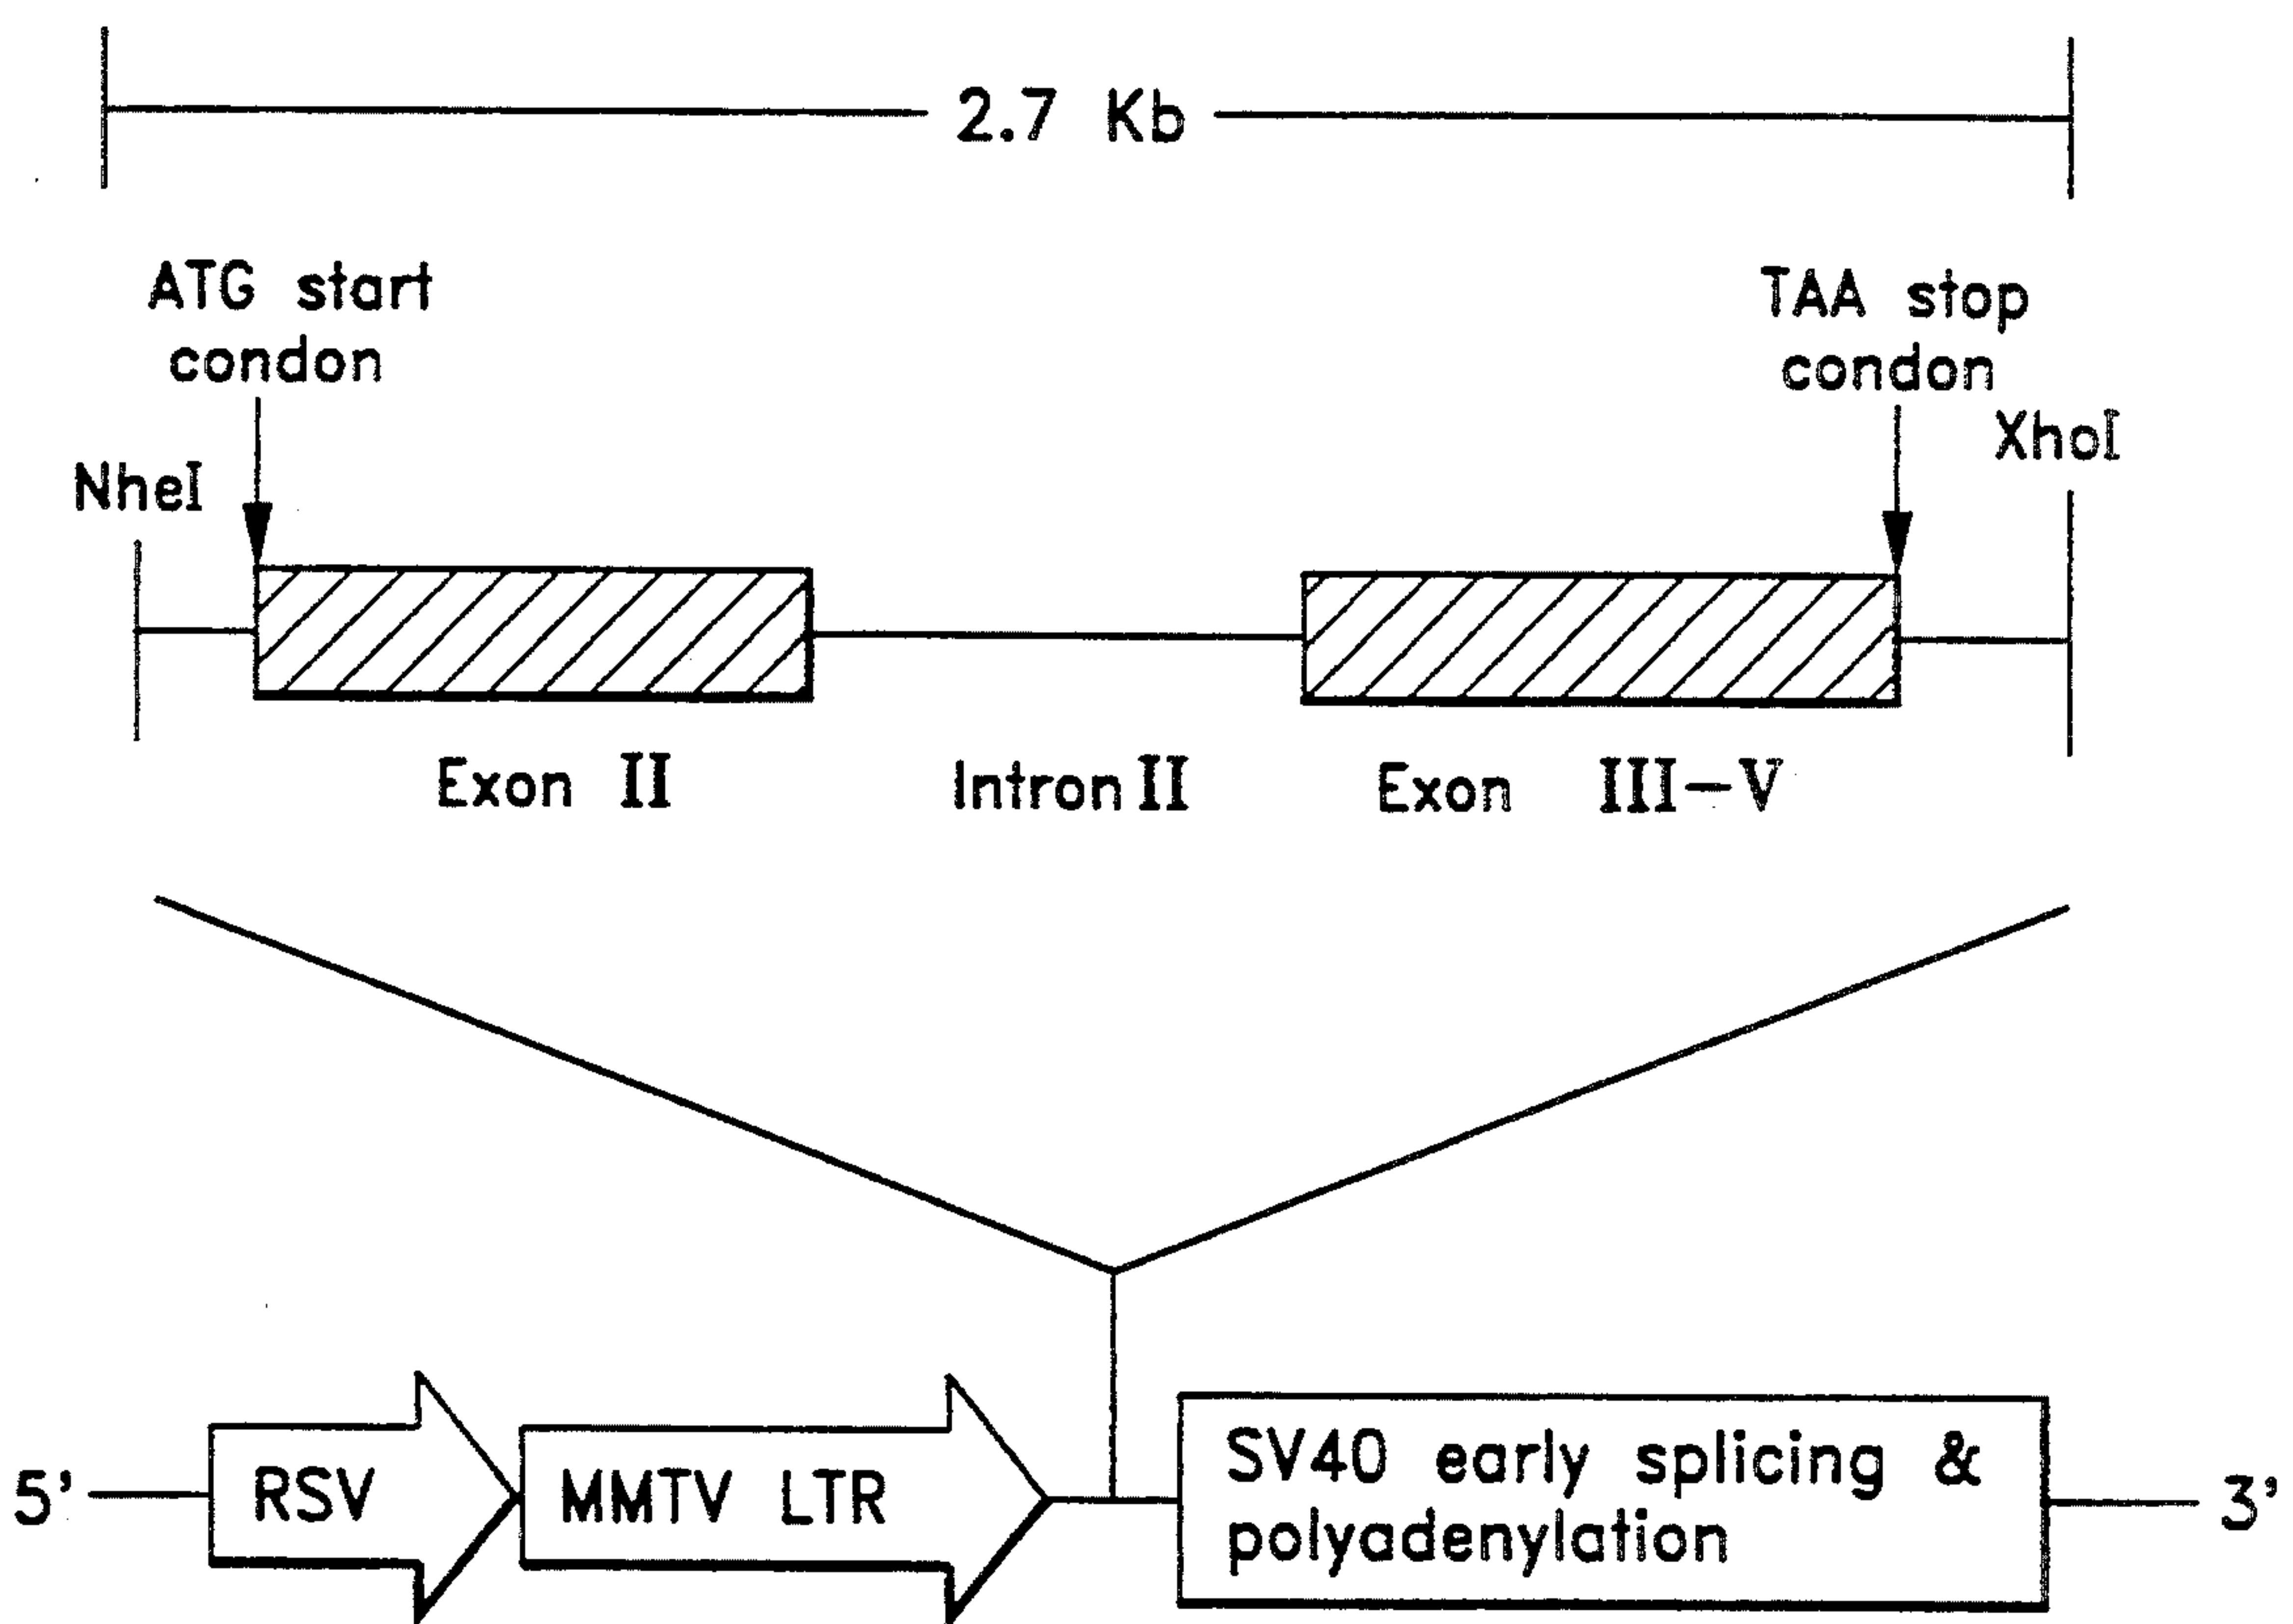 2.7 Kb
ATG start
condon
TAA stop
condon
NheI
XhoI
Exon II
Intron II
Exon III-V
5'
RSV
MMTV LTR
SV40 early splicing &
polyadenylation
3'